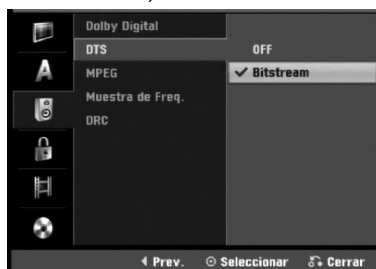 Dolby Digital
DTS OFF
MPEG ✓ Bitstream
Muestra de Freq.
DRC
A
◀ Prev. ⊙ Seleccionar Cerrar